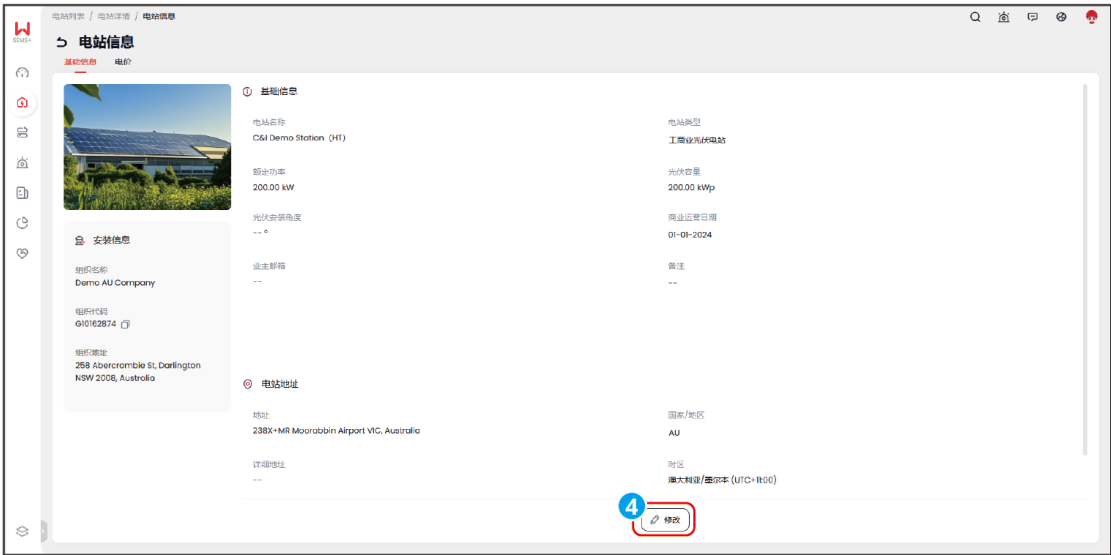 电站列表 / 电站详情 / 电站信息
SEMS+
电站信息
基础信息 电价
基础信息
电站名称
C&I Demo Station（HT）
电站类型
工商业光伏电站
额定功率
200.00 kW
光伏容量
200.00 kWp
光伏安装角度
-- °
商业运营日期
01-01-2024
业主邮箱
--
备注
--
安装信息
组织名称
Demo AU Company
组织代码
G10162874
组织地址
258 Abercrombie St, Darlington
NSW 2008, Australia
电站地址
地址
238X+MR Moorabbin Airport VIC, Australia
国家/地区
AU
详细地址
--
时区
澳大利亚/墨尔本 (UTC+11:00)
4
修改